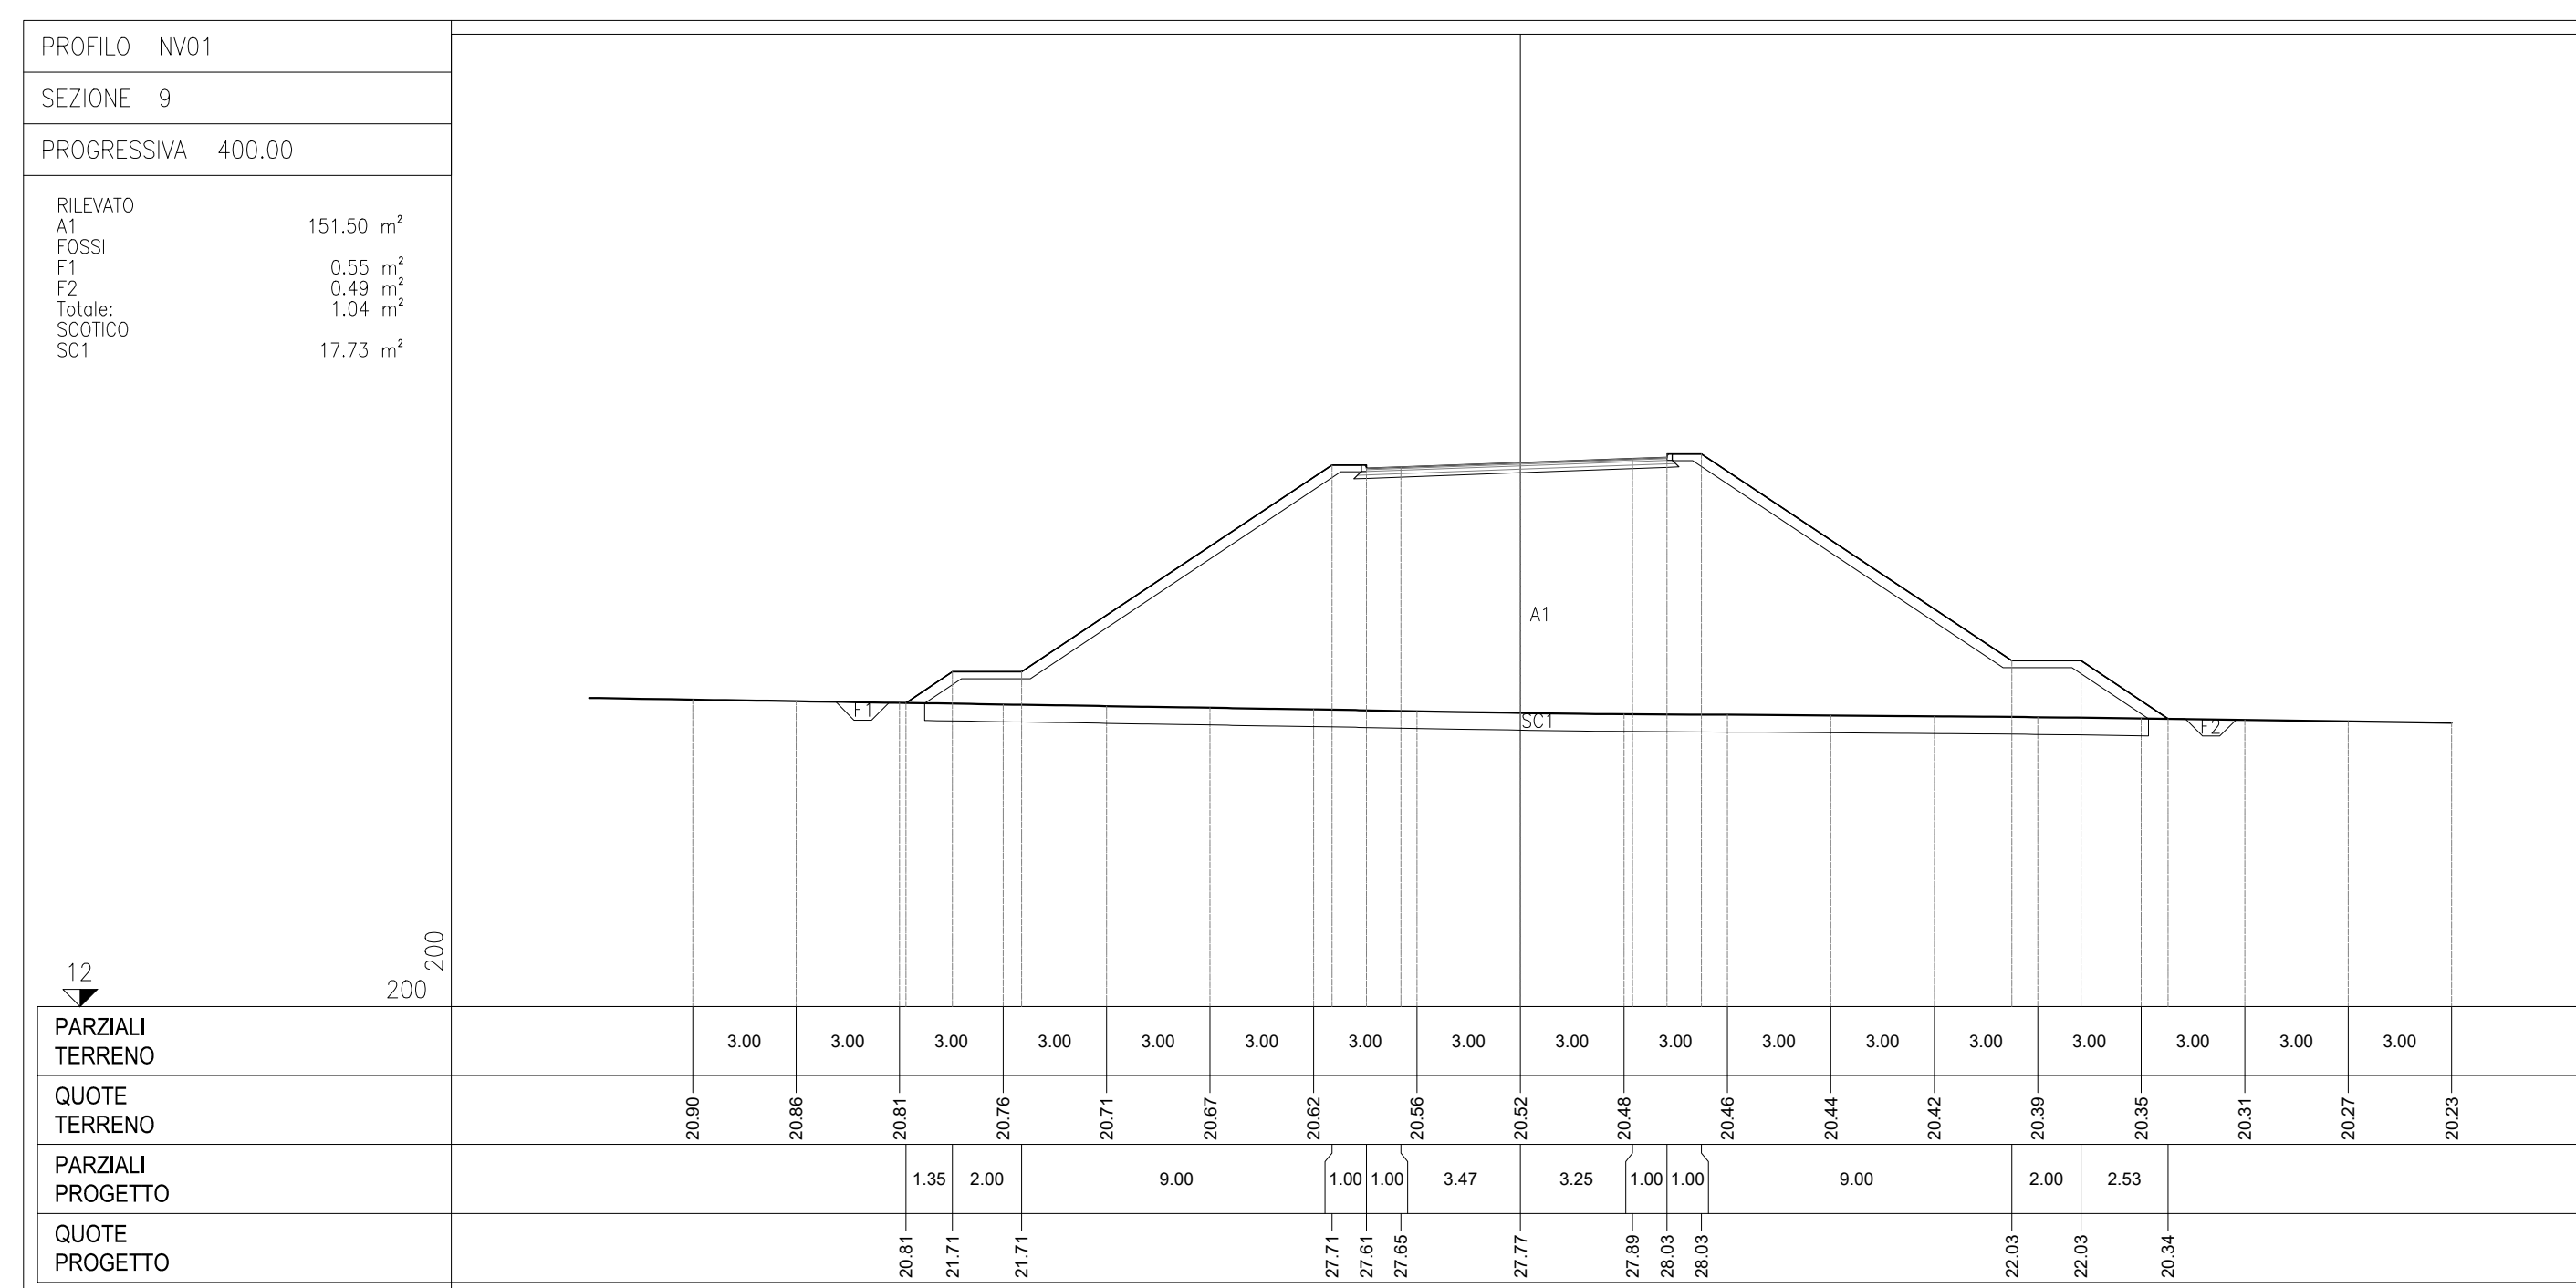 PROFILO NV01
SEZIONE 9
PROGRESSIVA 400.00
RILEVATO
A1 151.50 m²
FOSSI
F1 0.55 m²
F2 0.49 m²
Totale: 1.04 m²
SCOTICO
SC1 17.73 m²
A1
F1
SC1
F2
12
200
200
PARZIALI
TERRENO
3.00 3.00 3.00 3.00 3.00 3.00 3.00 3.00 3.00 3.00 3.00 3.00 3.00 3.00 3.00 3.00 3.00
QUOTE
TERRENO
20.90 20.86 20.81 20.76 20.71 20.67 20.62 20.56 20.52 20.48 20.46 20.44 20.42 20.39 20.35 20.31 20.27 20.23
PARZIALI
PROGETTO
1.35 2.00 9.00 1.00 1.00 3.47 3.25 1.00 1.00 9.00 2.00 2.53
QUOTE
PROGETTO
20.81 21.71 21.71 27.71 27.61 27.65 27.77 27.89 28.03 28.03 22.03 22.03 20.34